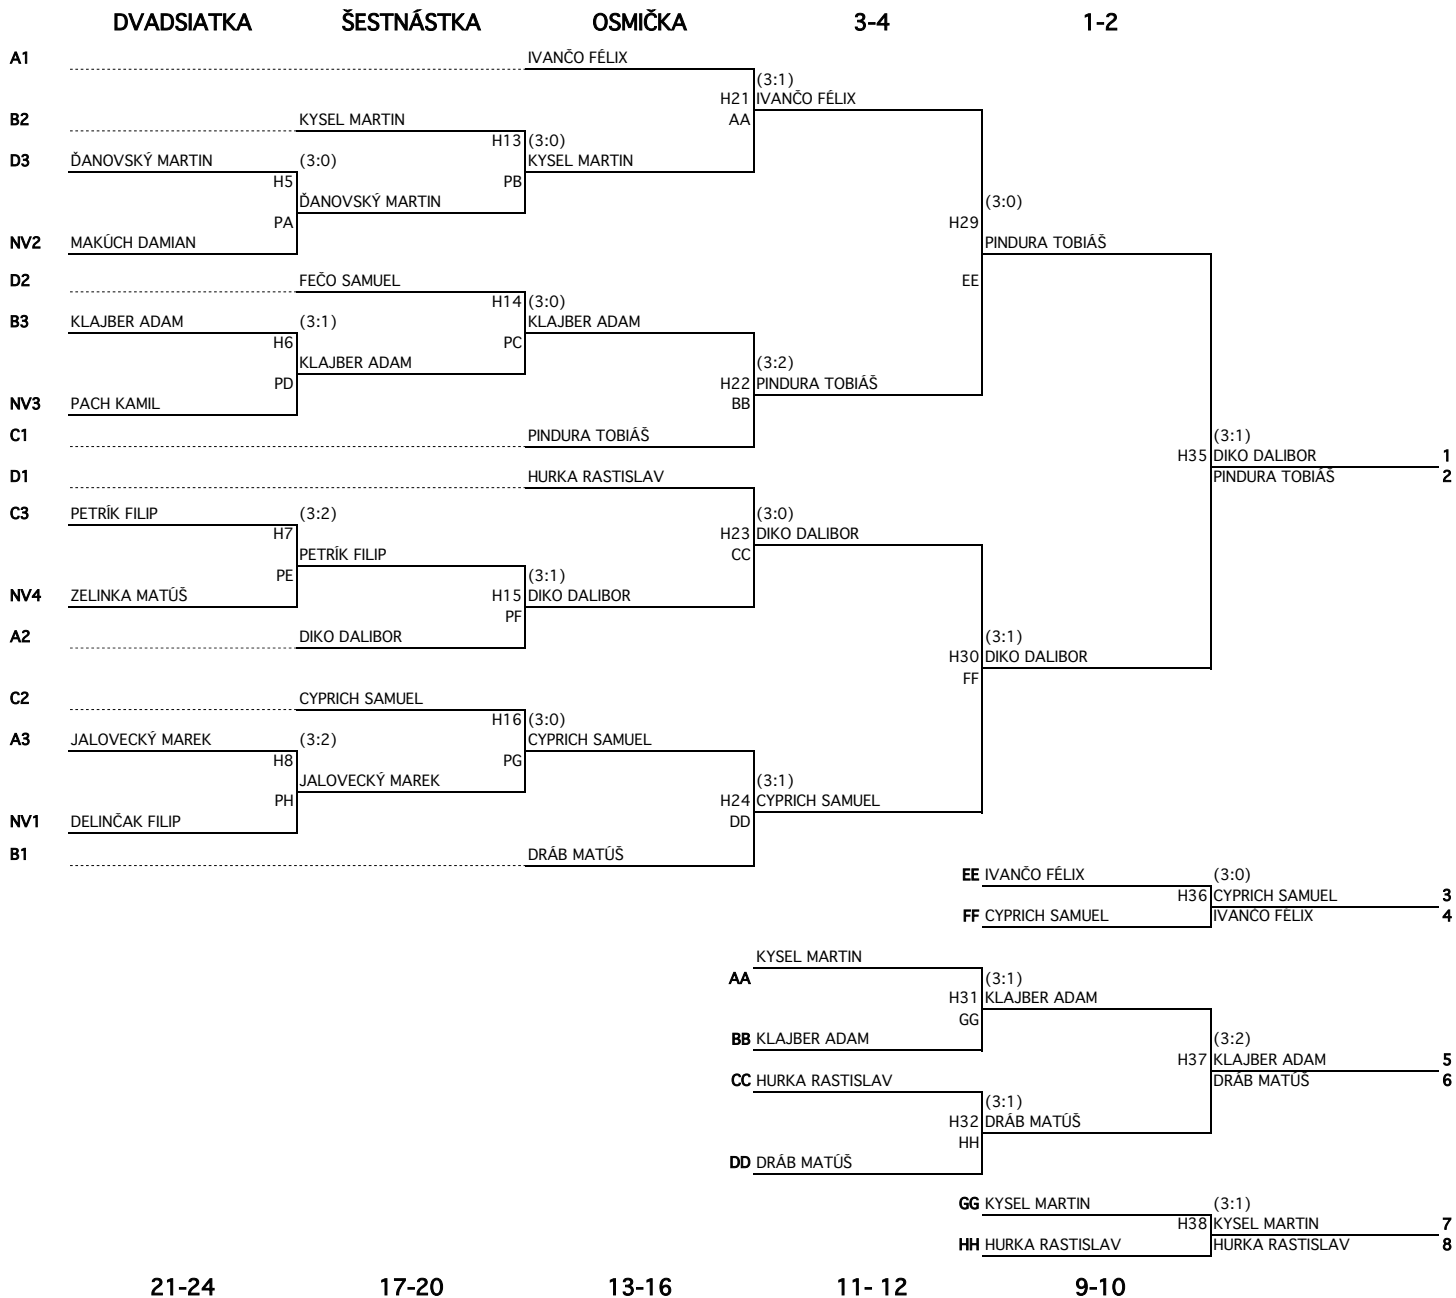 DVADSIATKA ŠESTNÁSTKA OSMIČKA 3-4 1-2
A1 IVANČO FÉLIX
(3:1)
H21 IVANČO FÉLIX
B2 KYSEL MARTIN AA
H13 (3:0)
D3 ĎANOVSKÝ MARTIN (3:0) KYSEL MARTIN
H5 PB
ĎANOVSKÝ MARTIN (3:0)
PA H29
NV2 MAKÚCH DAMIAN PINDURA TOBIÁŠ
D2 FEČO SAMUEL EE
H14 (3:0)
B3 KLAJBER ADAM (3:1) KLAJBER ADAM
H6 PC
KLAJBER ADAM (3:2)
PD H22 PINDURA TOBIÁŠ
NV3 PACH KAMIL BB
C1 PINDURA TOBIÁŠ (3:1)
H35 DIKO DALIBOR 1
D1 HURKA RASTISLAV PINDURA TOBIÁŠ 2
C3 PETRÍK FILIP (3:2) (3:0)
H7 H23 DIKO DALIBOR
PETRÍK FILIP CC
PE (3:1)
NV4 ZELINKA MATÚŠ H15 DIKO DALIBOR
PF
A2 DIKO DALIBOR (3:1)
H30 DIKO DALIBOR
FF
C2 CYPRICH SAMUEL
H16 (3:0)
A3 JALOVECKÝ MAREK (3:2) CYPRICH SAMUEL
H8 PG
JALOVECKÝ MAREK (3:1)
PH H24 CYPRICH SAMUEL
NV1 DELINČAK FILIP DD
B1 DRÁB MATÚŠ
EE IVANČO FÉLIX (3:0)
H36 CYPRICH SAMUEL 3
FF CYPRICH SAMUEL IVANČO FÉLIX 4
KYSEL MARTIN
AA (3:1)
H31 KLAJBER ADAM
GG
BB KLAJBER ADAM (3:2)
H37 KLAJBER ADAM 5
CC HURKA RASTISLAV DRÁB MATÚŠ 6
(3:1)
H32 DRÁB MATÚŠ
HH
DD DRÁB MATÚŠ
GG KYSEL MARTIN (3:1)
H38 KYSEL MARTIN 7
HH HURKA RASTISLAV HURKA RASTISLAV 8
21-24 17-20 13-16 11- 12 9-10